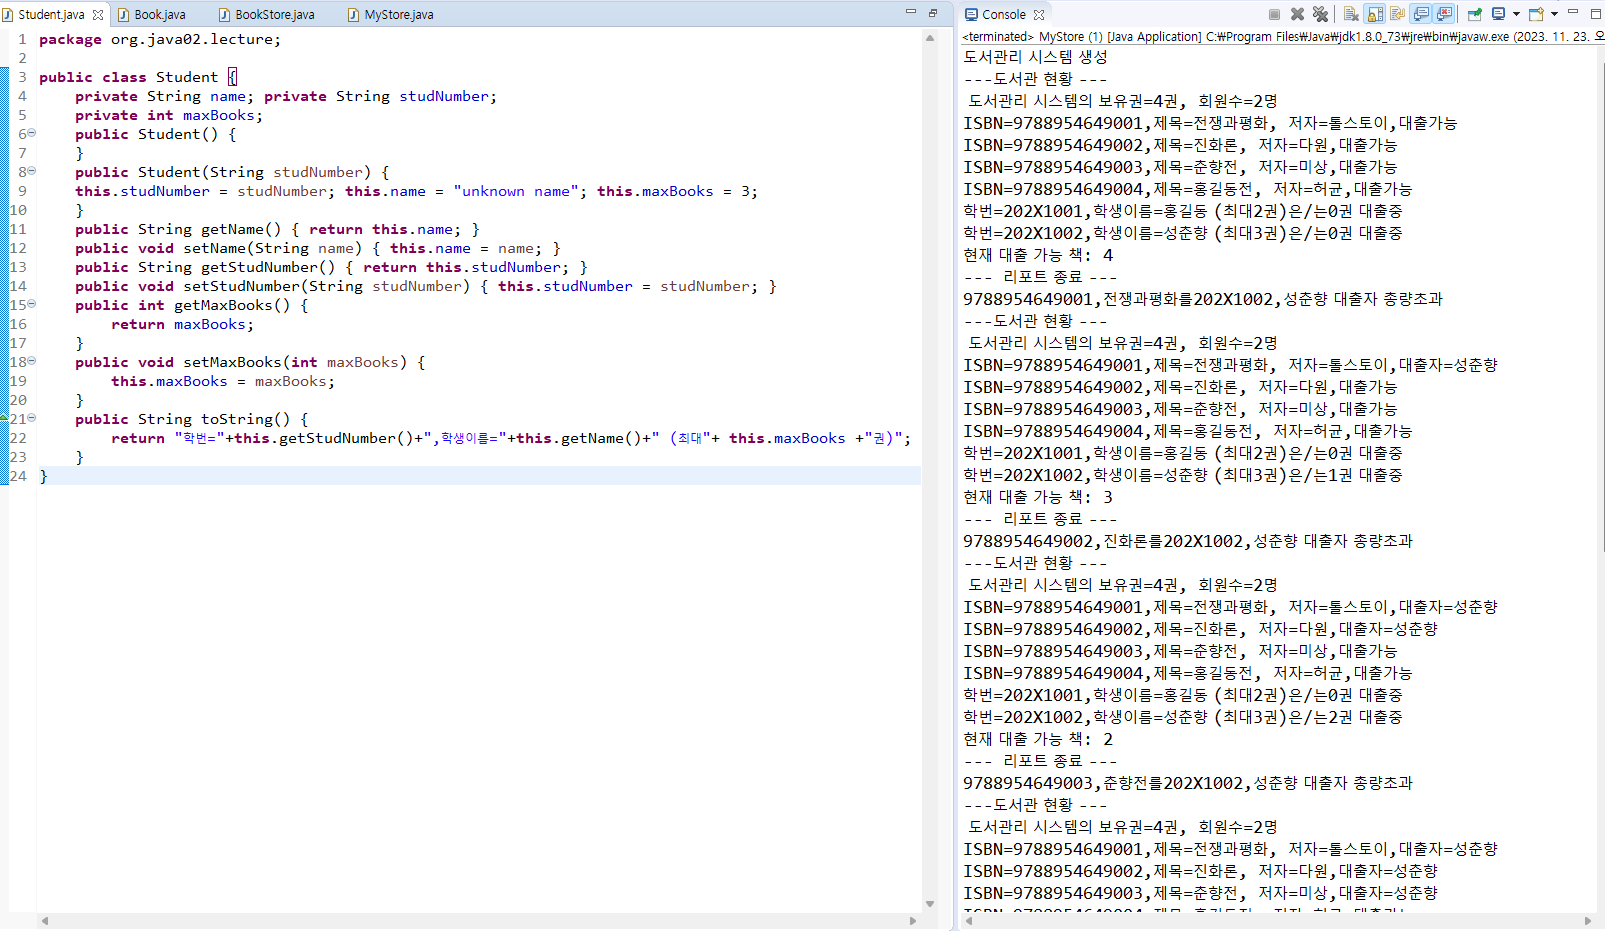 Student.java
Book.java
BookStore.java
MyStore.java
1 package org.java02.lecture;
2
3 public class Student {
4 private String name; private String studNumber;
5 private int maxBooks;
6 public Student() {
7 }
8 public Student(String studNumber) {
9 this.studNumber = studNumber; this.name = "unknown name"; this.maxBooks = 3;
10 }
11 public String getName() { return this.name; }
12 public void setName(String name) { this.name = name; }
13 public String getStudNumber() { return this.studNumber; }
14 public void setStudNumber(String studNumber) { this.studNumber = studNumber; }
15 public int getMaxBooks() {
16 return maxBooks;
17 }
18 public void setMaxBooks(int maxBooks) {
19 this.maxBooks = maxBooks;
20 }
21 public String toString() {
22 return "학번="+this.getStudNumber()+",학생이름="+this.getName()+" (최대"+ this.maxBooks +"권)";
23 }
24 }
Console
<terminated> MyStore (1) [Java Application] C:₩Program Files₩Java₩jdk1.8.0_73₩jre₩bin₩javaw.exe (2023. 11. 23. 오
도서관리 시스템 생성
---도서관 현황 ---
도서관리 시스템의 보유권=4권, 회원수=2명
ISBN=9788954649001,제목=전쟁과평화, 저자=톨스토이,대출가능
ISBN=9788954649002,제목=진화론, 저자=다원,대출가능
ISBN=9788954649003,제목=춘향전, 저자=미상,대출가능
ISBN=9788954649004,제목=홍길동전, 저자=허균,대출가능
학번=202X1001,학생이름=홍길동 (최대2권)은/는0권 대출중
학번=202X1002,학생이름=성춘향 (최대3권)은/는0권 대출중
현재 대출 가능 책: 4
--- 리포트 종료 ---
9788954649001,전쟁과평화를202X1002,성춘향 대출자 총량초과
---도서관 현황 ---
도서관리 시스템의 보유권=4권, 회원수=2명
ISBN=9788954649001,제목=전쟁과평화, 저자=톨스토이,대출자=성춘향
ISBN=9788954649002,제목=진화론, 저자=다원,대출가능
ISBN=9788954649003,제목=춘향전, 저자=미상,대출가능
ISBN=9788954649004,제목=홍길동전, 저자=허균,대출가능
학번=202X1001,학생이름=홍길동 (최대2권)은/는0권 대출중
학번=202X1002,학생이름=성춘향 (최대3권)은/는1권 대출중
현재 대출 가능 책: 3
--- 리포트 종료 ---
9788954649002,진화론를202X1002,성춘향 대출자 총량초과
---도서관 현황 ---
도서관리 시스템의 보유권=4권, 회원수=2명
ISBN=9788954649001,제목=전쟁과평화, 저자=톨스토이,대출자=성춘향
ISBN=9788954649002,제목=진화론, 저자=다원,대출자=성춘향
ISBN=9788954649003,제목=춘향전, 저자=미상,대출가능
ISBN=9788954649004,제목=홍길동전, 저자=허균,대출가능
학번=202X1001,학생이름=홍길동 (최대2권)은/는0권 대출중
학번=202X1002,학생이름=성춘향 (최대3권)은/는2권 대출중
현재 대출 가능 책: 2
--- 리포트 종료 ---
9788954649003,춘향전를202X1002,성춘향 대출자 총량초과
---도서관 현황 ---
도서관리 시스템의 보유권=4권, 회원수=2명
ISBN=9788954649001,제목=전쟁과평화, 저자=톨스토이,대출자=성춘향
ISBN=9788954649002,제목=진화론, 저자=다원,대출자=성춘향
ISBN=9788954649003,제목=춘향전, 저자=미상,대출자=성춘향